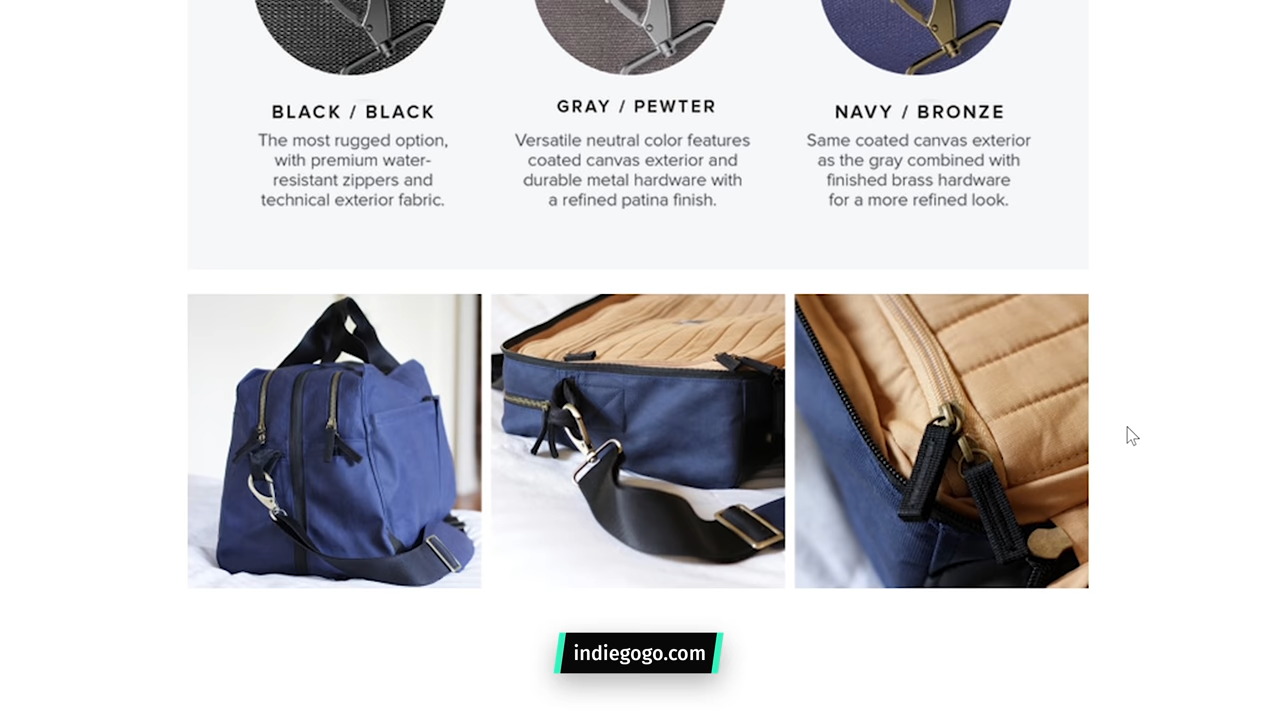 BLACK / BLACK
The most rugged option,
with premium water-
resistant zippers and
technical exterior fabric.
GRAY / PEWTER
Versatile neutral color features
coated canvas exterior and
durable metal hardware with
a refined patina finish.
NAVY / BRONZE
Same coated canvas exterior
as the gray combined with
finished brass hardware
for a more refined look.
indiegogo.com